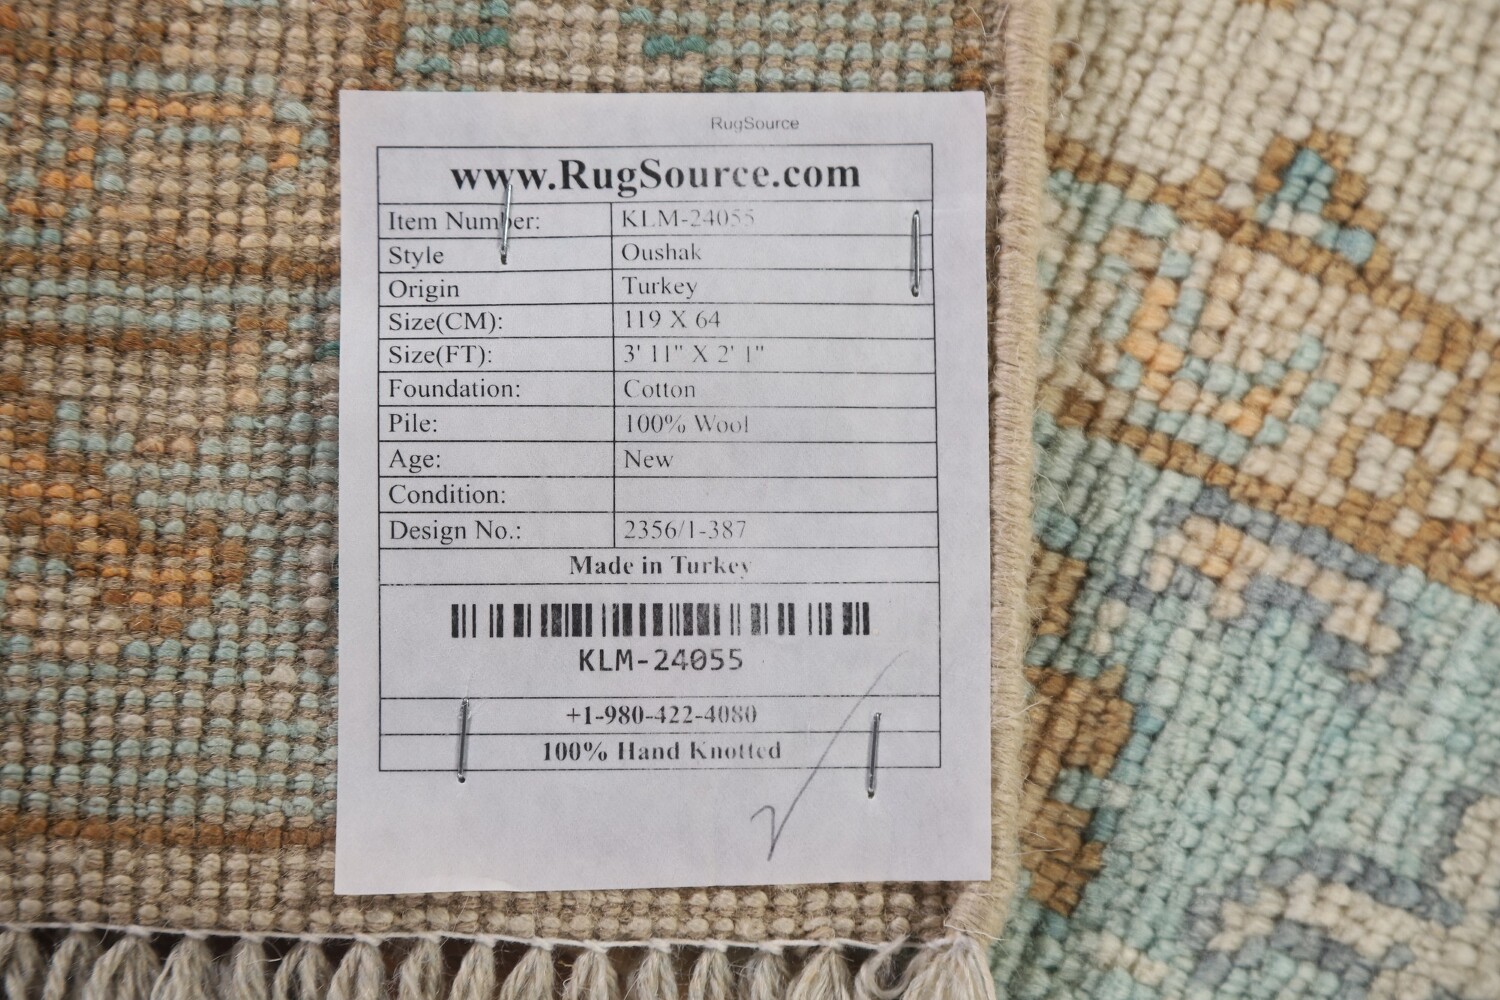 RugSource
www.RugSource.com
Item Number: KLM-24055
Style Oushak
Origin Turkey
Size(CM): 119 X 64
Size(FT): 3' 11" X 2' 1"
Foundation: Cotton
Pile: 100% Wool
Age: New
Condition:
Design No.: 2356/1-387
Made in Turkey
KLM-24055
+1-980-422-4080
100% Hand Knotted